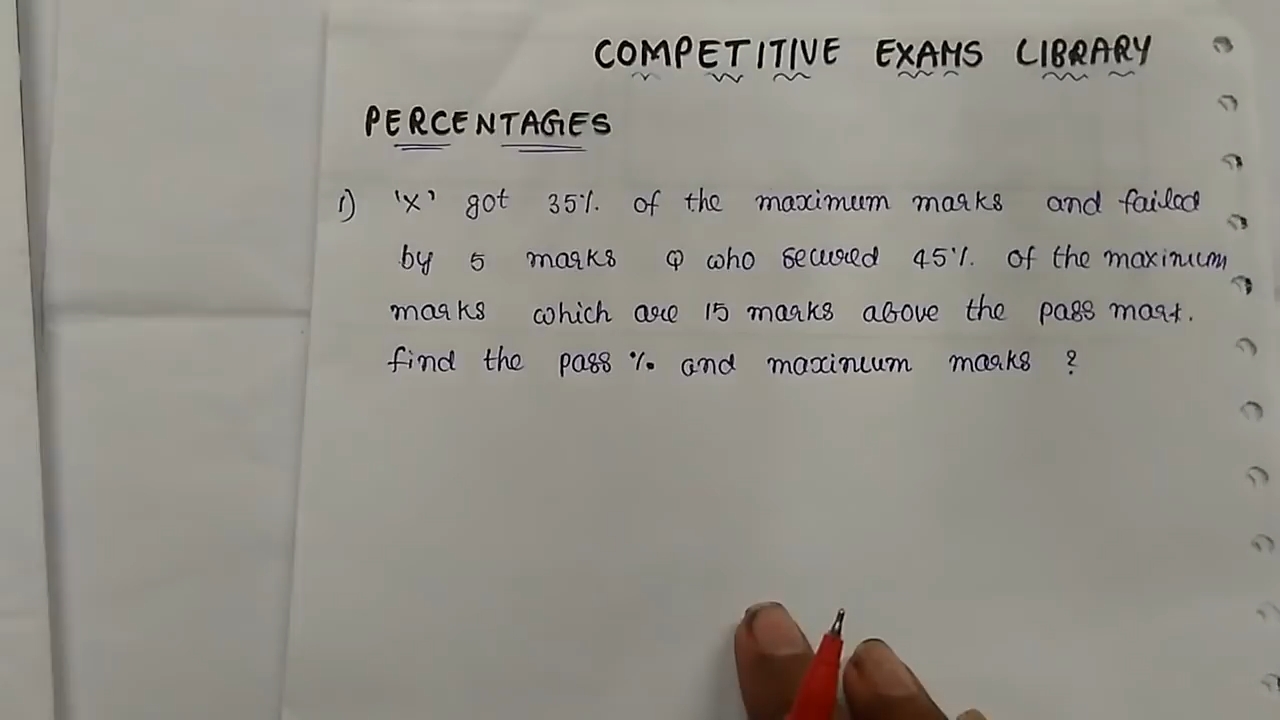 COMPETITIVE EXAMS LIBRARY
PERCENTAGES
1) 'X' got 35% of the maximum marks and failed
by 5 marks Q who secured 45% of the maximum
marks which are 15 marks above the pass mark.
find the pass % and maximum marks ?